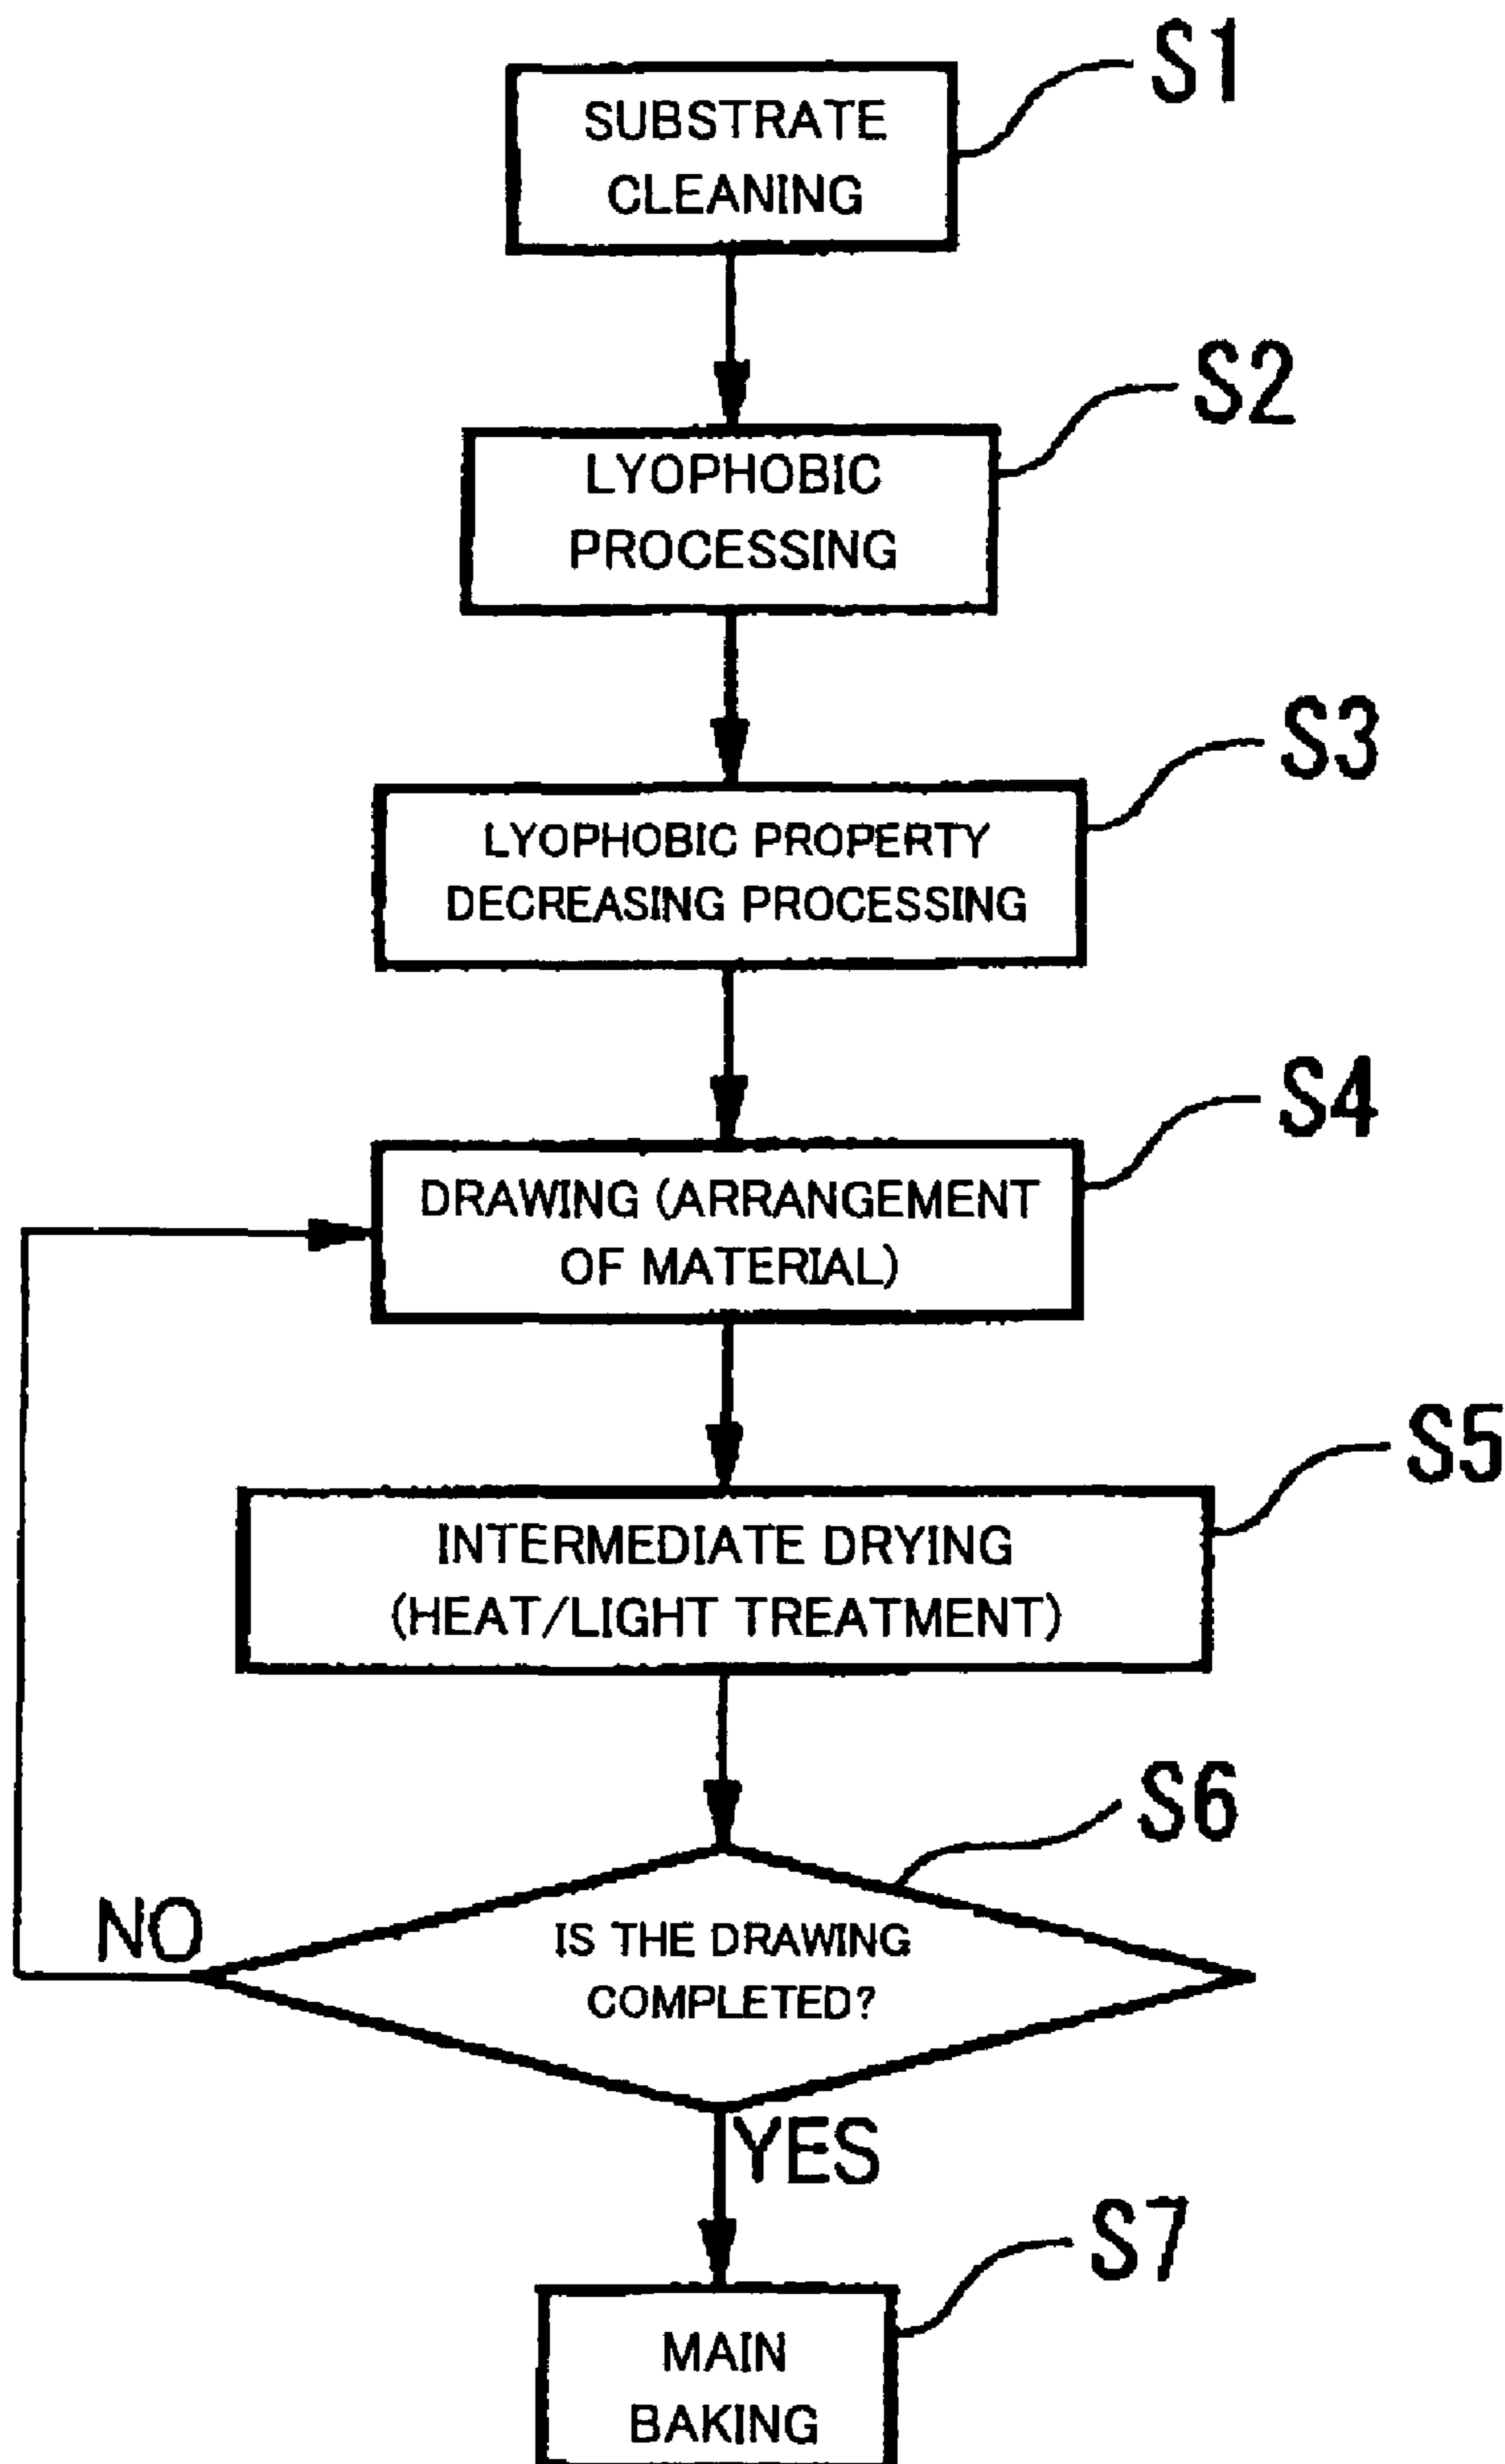 S1
SUBSTRATE
CLEANING
S2
LYOPHOBIC
PROCESSING
S3
LYOPHOBIC PROPERTY
DECREASING PROCESSING
S4
DRAWING (ARRANGEMENT
OF MATERIAL)
S5
INTERMEDIATE DRYING
(HEAT/LIGHT TREATMENT)
S6
NO
IS THE DRAWING
COMPLETED?
YES
S7
MAIN
BAKING